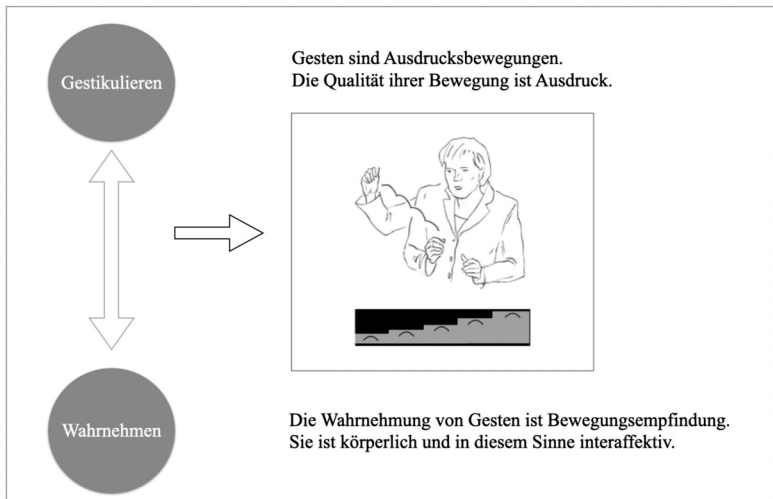 Gestikulieren
Gesten sind Ausdrucksbewegungen.
Die Qualität ihrer Bewegung ist Ausdruck.
Wahrnehmen
Die Wahrnehmung von Gesten ist Bewegungsempfindung.
Sie ist körperlich und in diesem Sinne interaffektiv.